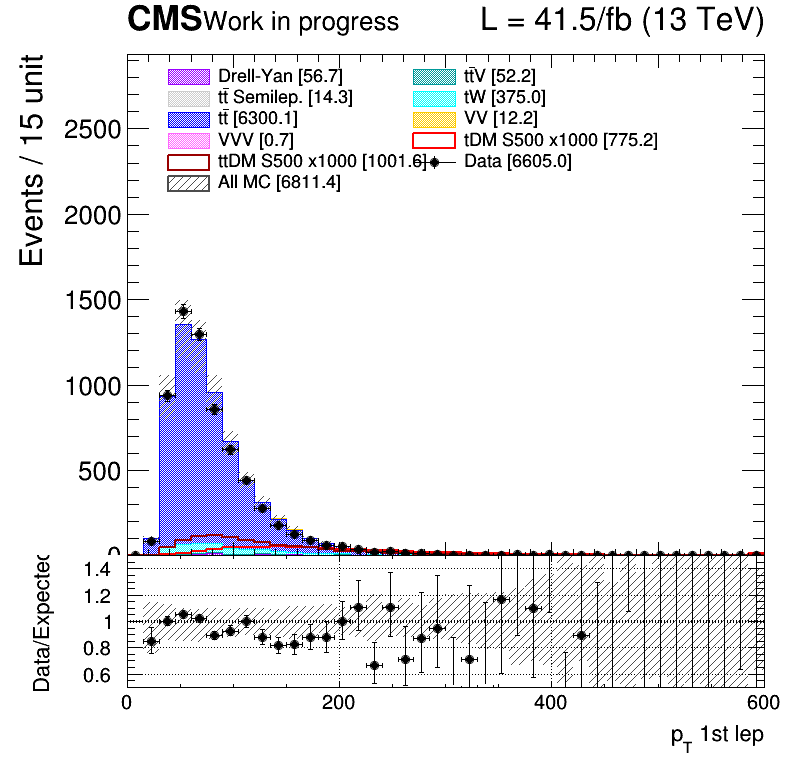 CMS Work in progress L = 41.5/fb (13 TeV)
Drell-Yan [56.7] tt̄V [52.2]
tt̄ Semilep. [14.3] tW [375.0]
tt̄ [6300.1] VV [12.2]
VVV [0.7] tDM S500 x1000 [775.2]
ttDM S500 x1000 [1001.6] Data [6605.0]
All MC [6811.4]
Events / 15 unit
2500
2000
1500
1000
500
0
Data/Expected
1.4
1.2
1
0.8
0.6
0 200 400 600
p_T 1st lep